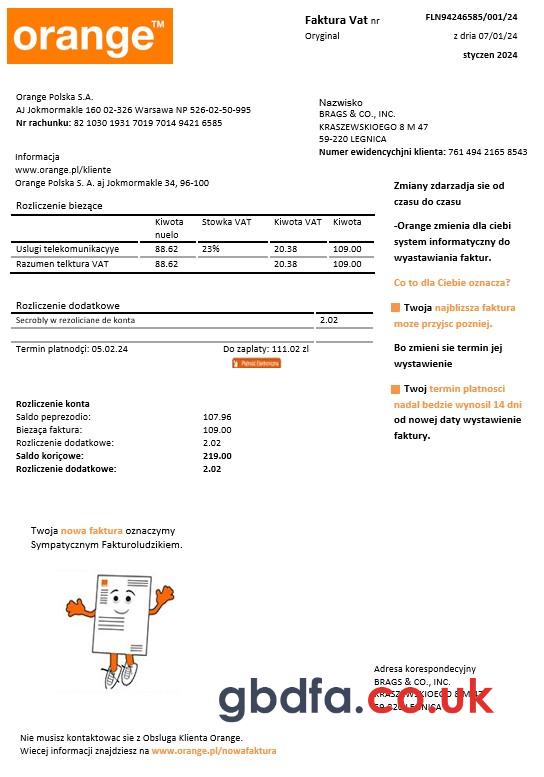 orange™
Faktura Vat nr
FLN94246585/001/24
Oryginal
z dnia 07/01/24
styczen 2024
Orange Polska S.A.
AJ Jokmormakle 160 02-326 Warsawa NP 526-02-50-995
Nr rachunku: 82 1030 1931 7019 7014 9421 6585
Nazwisko
BRAGS & CO., INC.
KRASZEWSKIOEGO 8 M 47
59-220 LEGNICA
Numer ewidencychjni klienta: 761 494 2165 8543
Informacja
www.orange.pl/kliente
Orange Polska S. A. aj Jokmormakle 34, 96-100
Rozliczenie biezące
Kiwota nuelo Stowka VAT Kiwota VAT Kiwota
Uslugi telekomunikacyye 88.62 23% 20.38 109.00
Razumen telktura VAT 88.62 20.38 109.00
Rozliczenie dodatkowe
Secrobly w rezoliciane do konta 2.02
Termin platnodçi: 05.02.24 Do zaplaty: 111.02 zl
Rozliczenie konta
Saldo peprezodio: 107.96
Bieząca faktura: 109.00
Rozliczenie dodatkowe: 2.02
Saldo koriçowe: 219.00
Rozliczenie dodatkowe: 2.02
Zmiany zdarzadja sie od
czasu do czasu
-Orange zmienia dla ciebi
system informatyczny do
wyastawiania faktur.
Co to dla Ciebie oznacza?
Twoja najblizsza faktura
moze przyjsc pozniej.
Bo zmieni sie termin jej
wystawienie
Twoj termin platnosci
nadal bedzie wynosil 14 dni
od nowej daty wystawienie
faktury.
Twoja nowa faktura oznaczymy
Sympatycznym Fakturoludzikiem.
Adresa korespondecyjny
BRAGS & CO., INC.
KRASZEWSKIOEGO 8 M 47
59-220 LEGNICA
gbdfa.co.uk
Nie musisz kontaktowac sie z Obsluga Klienta Orange.
Wiecej informacji znajdziesz na www.orange.pl/nowafaktura